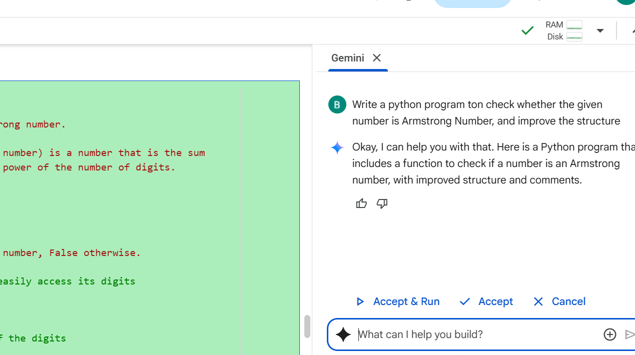 RAM
Disk
Gemini
rong number.
number) is a number that is the sum
power of the number of digits.
number, False otherwise.
easily access its digits
f the digits
B
Write a python program ton check whether the given
number is Armstrong Number, and improve the structure
Okay, I can help you with that. Here is a Python program tha
includes a function to check if a number is an Armstrong
number, with improved structure and comments.
Accept & Run
Accept
Cancel
What can I help you build?